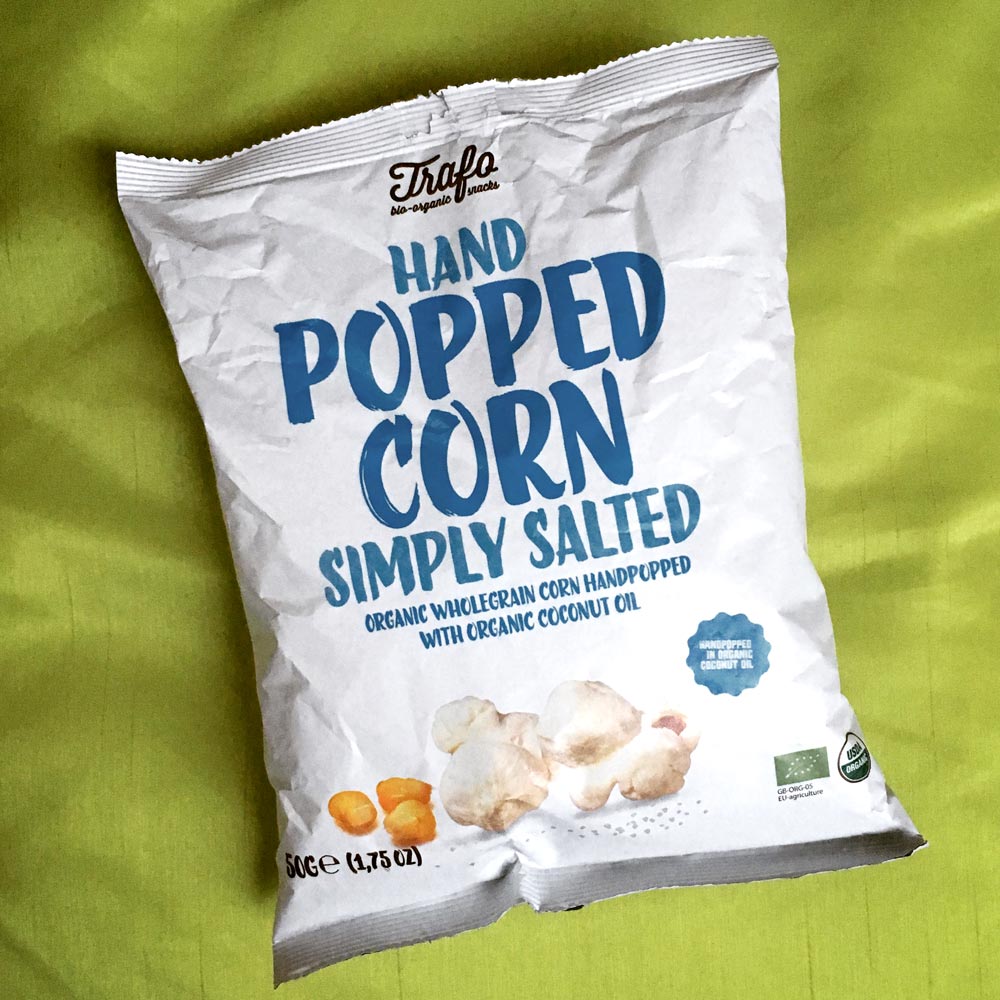 Trafo
bio-organic snacks
HAND
POPPED
CORN
SIMPLY SALTED
ORGANIC WHOLEGRAIN CORN HANDPOPPED
WITH ORGANIC COCONUT OIL
HANDPOPPED
IN ORGANIC
COCONUT OIL
USDA
ORGANIC
GB-ORG-05
EU-agriculture
50G℮ (1,75 OZ)